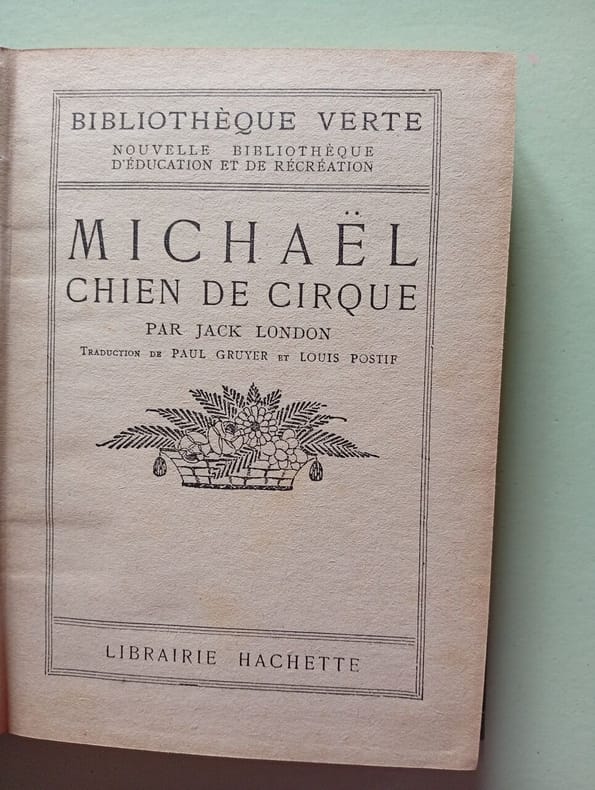 BIBLIOTHÈQUE VERTE
NOUVELLE BIBLIOTHÈQUE
D'ÉDUCATION ET DE RÉCRÉATION
MICHAËL
CHIEN DE CIRQUE
PAR JACK LONDON
TRADUCTION DE PAUL GRUYER ET LOUIS POSTIF
LIBRAIRIE HACHETTE